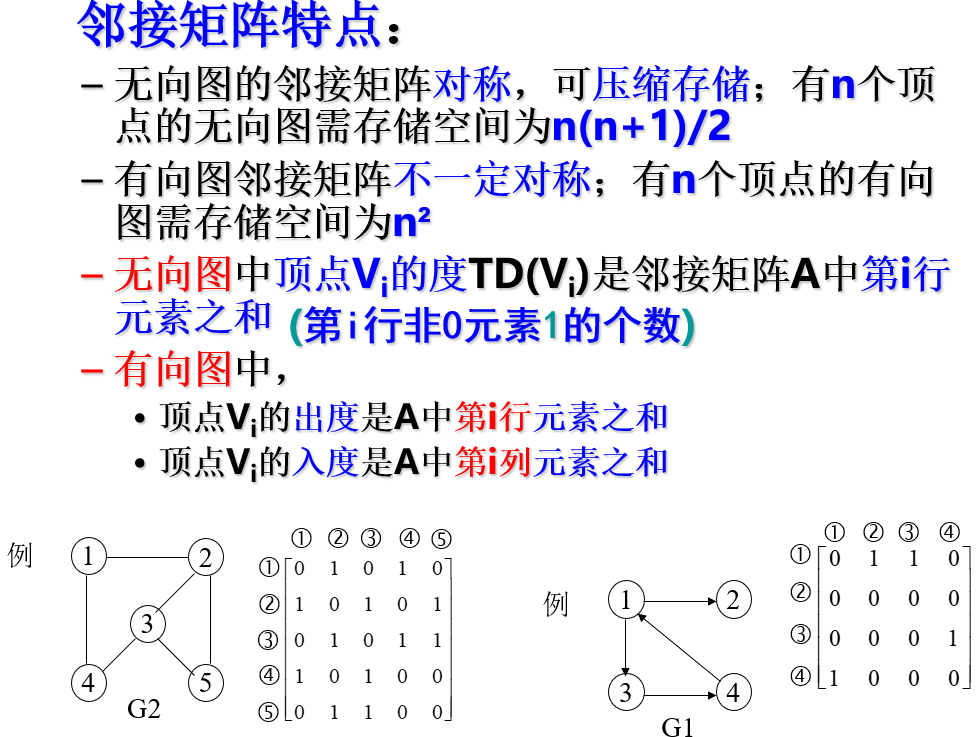 邻接矩阵特点：
– 无向图的邻接矩阵对称，可压缩存储；有n个顶
点的无向图需存储空间为n(n+1)/2
– 有向图邻接矩阵不一定对称；有n个顶点的有向
图需存储空间为n²
– 无向图中顶点Vi的度TD(Vi)是邻接矩阵A中第i行
元素之和 (第i行非0元素1的个数)
– 有向图中，
• 顶点Vi的出度是A中第i行元素之和
• 顶点Vi的入度是A中第i列元素之和
例
1 2
3
4 5
G2
① ② ③ ④ ⑤
① 0 1 0 1 0
② 1 0 1 0 1
③ 0 1 0 1 1
④ 1 0 1 0 0
⑤ 0 1 1 0 0
例
1 2
3 4
G1
① ② ③ ④
① 0 1 1 0
② 0 0 0 0
③ 0 0 0 1
④ 1 0 0 0